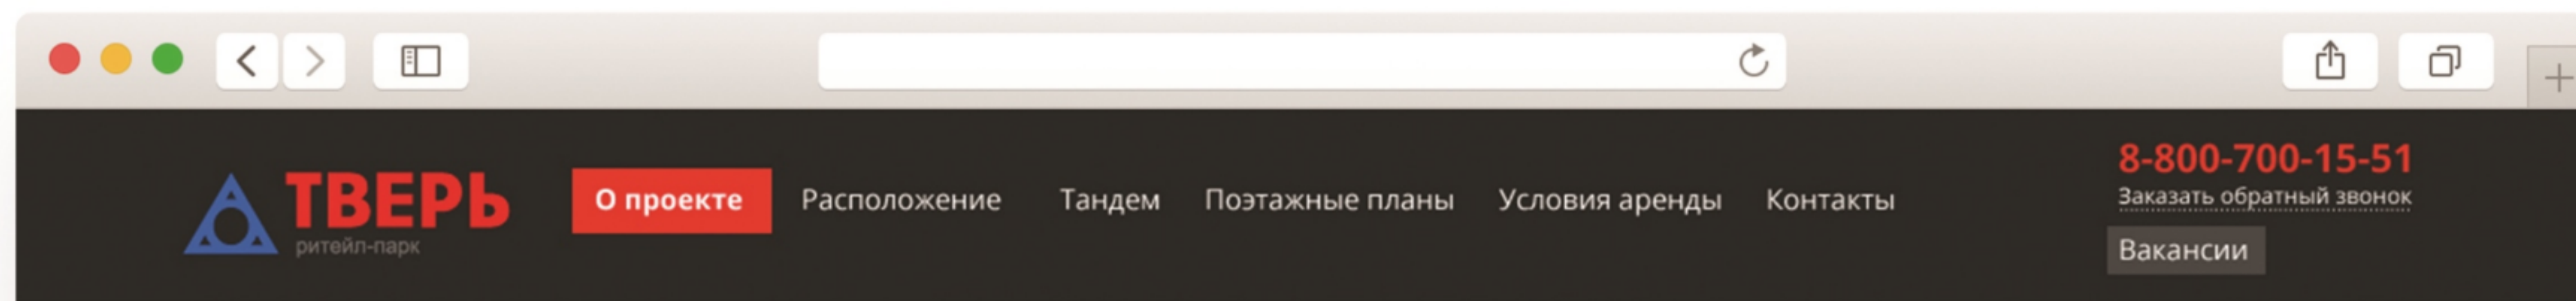 ТВЕРЬ
ритейл-парк
О проекте Расположение Тандем Поэтажные планы Условия аренды Контакты
8-800-700-15-51
Заказать обратный звонок
Вакансии